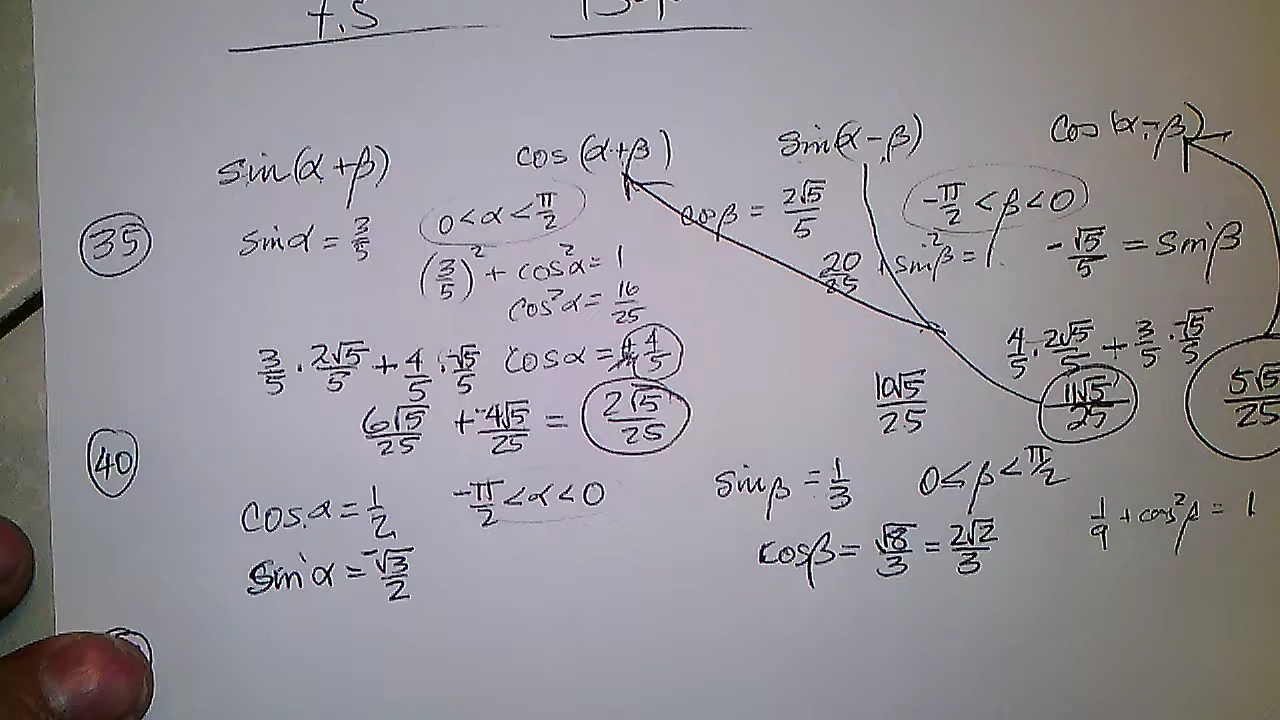 7.5
sin(α + β) cos(α+β) sin(α - β) cos(α - β)
35 sinα = 3/5 0 < α < π/2 cosβ = 2√5/5 -π/2 < β < 0
(3/5)² + cos²α = 1 20/25 + sin²β = 1 -√5/5 = sinβ
cos²α = 16/25
3/5 · 2√5/5 + 4/5 · -√5/5 cosα = +4/5 4/5 · 2√5/5 + 3/5 · -√5/5
6√5/25 + -4√5/25 = 2√5/25 10√5/25 11√5/25 5√5/25
40 cosα = 1/2 -π/2 < α < 0 sinβ = 1/3 0 ≤ β < π/2 1/9 + cos²β = 1
sinα = -√3/2 cosβ = √8/3 = 2√2/3